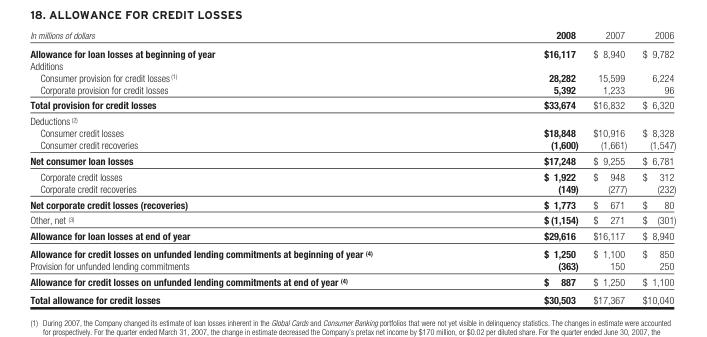 18. ALLOWANCE FOR CREDIT LOSSES
In millions of dollars 2008 2007 2006
Allowance for loan losses at beginning of year $16,117 $ 8,940 $ 9,782
Additions
Consumer provision for credit losses (1) 28,282 15,599 6,224
Corporate provision for credit losses 5,392 1,233 96
Total provision for credit losses $33,674 $16,832 $ 6,320
Deductions (2)
Consumer credit losses $18,848 $10,916 $ 8,328
Consumer credit recoveries (1,600) (1,661) (1,547)
Net consumer loan losses $17,248 $ 9,255 $ 6,781
Corporate credit losses $ 1,922 $ 948 $ 312
Corporate credit recoveries (149) (277) (232)
Net corporate credit losses (recoveries) $ 1,773 $ 671 $ 80
Other, net (3) $ (1,154) $ 271 $ (301)
Allowance for loan losses at end of year $29,616 $16,117 $ 8,940
Allowance for credit losses on unfunded lending commitments at beginning of year (4) $ 1,250 $ 1,100 $ 850
Provision for unfunded lending commitments (363) 150 250
Allowance for credit losses on unfunded lending commitments at end of year (4) $ 887 $ 1,250 $ 1,100
Total allowance for credit losses $30,503 $17,367 $10,040
(1) During 2007, the Company changed its estimate of loan losses inherent in the Global Cards and Consumer Banking portfolios that were not yet visible in delinquency statistics. The changes in estimate were accounted
for prospectively. For the quarter ended March 31, 2007, the change in estimate decreased the Company's pretax net income by $170 million, or $0.02 per diluted share. For the quarter ended June 30, 2007, the